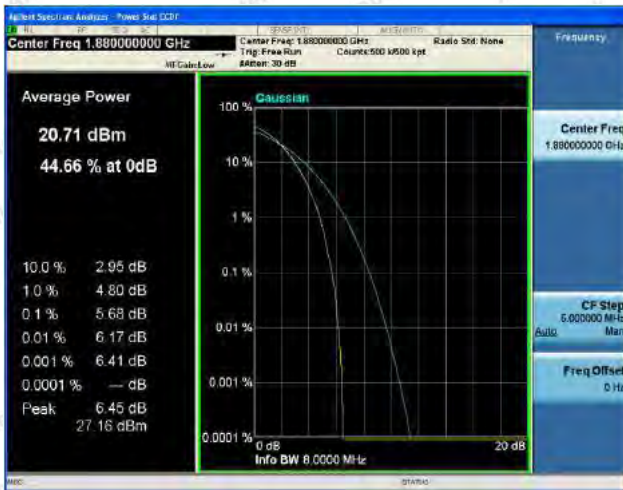 Agilent Spectrum Analyzer - Power Stat CCDF
Center Freq 1.880000000 GHz
Center Freq: 1.880000000 GHz
Radio Std: None
Trig: Free Run
Counts:500 k/500 kpt
#Atten: 30 dB
Average Power
20.71 dBm
44.66 % at 0dB
10.0 % 2.95 dB
1.0 % 4.80 dB
0.1 % 5.68 dB
0.01 % 6.17 dB
0.001 % 6.41 dB
0.0001 % --- dB
Peak 6.45 dB
27.16 dBm
Gaussian
100 %
10 %
1 %
0.1 %
0.01 %
0.001 %
0.0001 %
0 dB
20 dB
Info BW 8.0000 MHz
Frequency
Center Freq
1.880000000 GHz
CF Step
5.000000 MHz
Auto Man
Freq Offset
0 Hz
MSG
STATUS